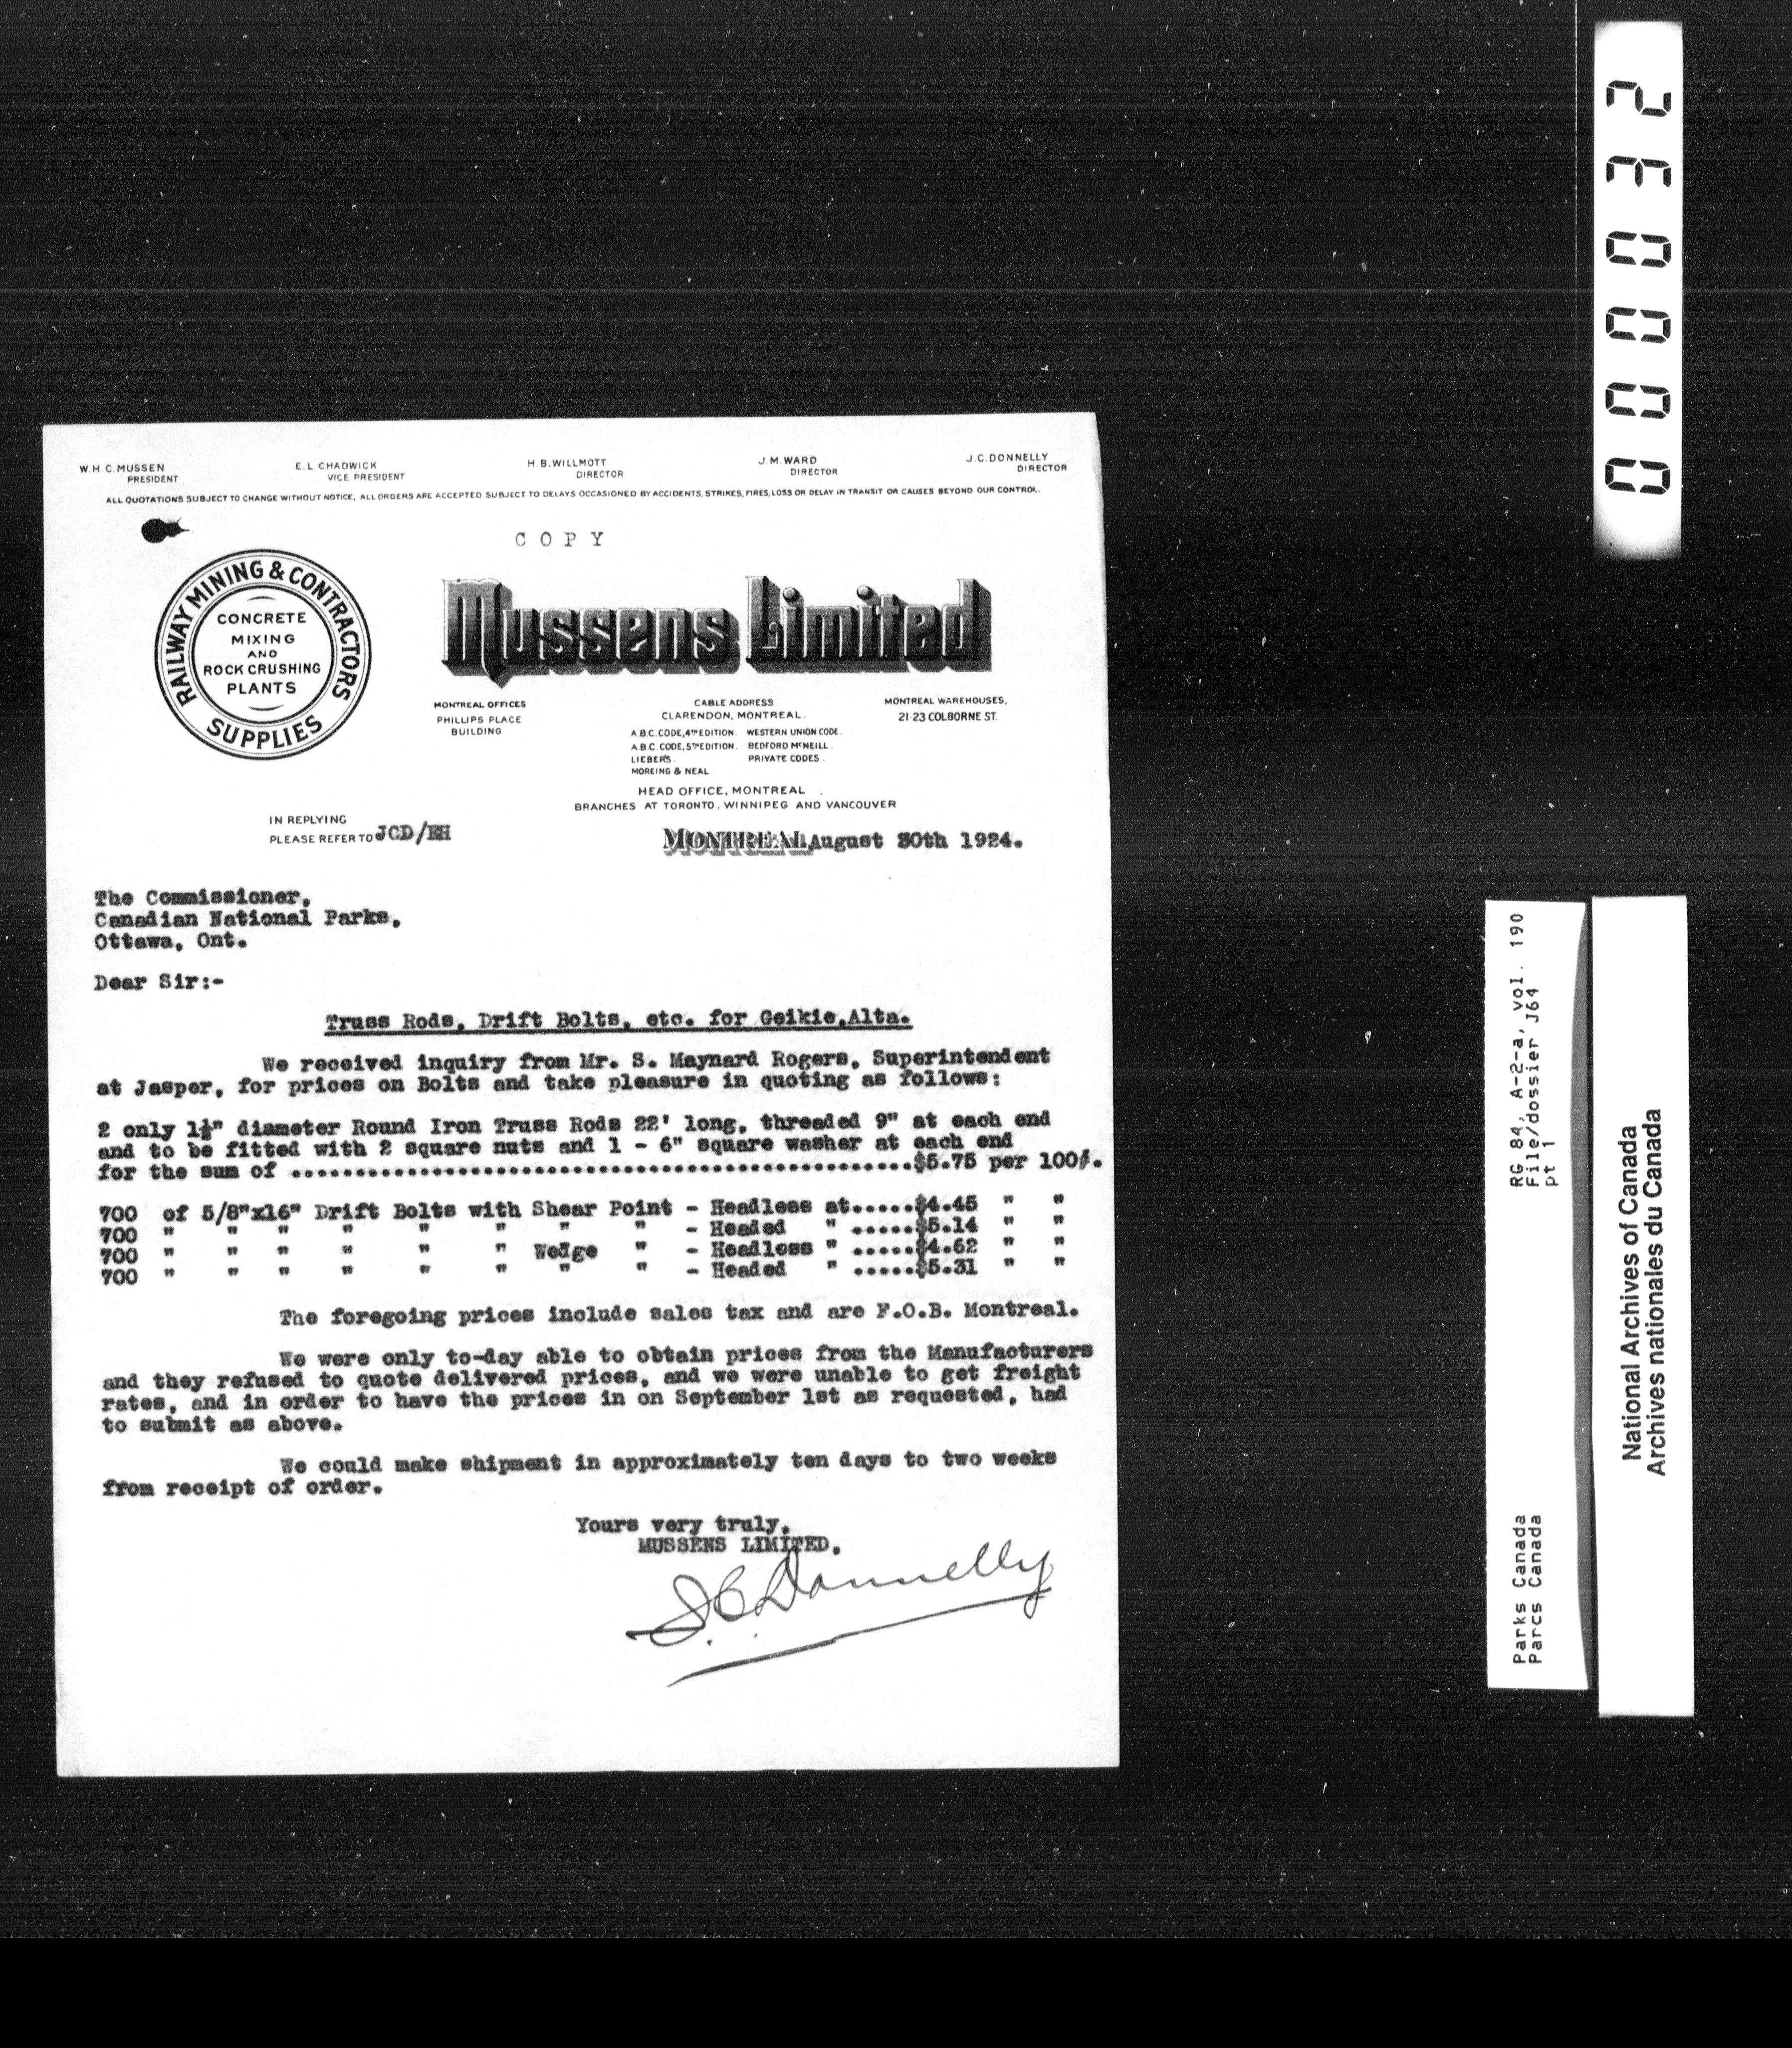 W.H.C. MUSSEN PRESIDENT
E.L. CHADWICK VICE PRESIDENT
H.B. WILLMOTT DIRECTOR
J.M. WARD DIRECTOR
J.C. DONNELLY DIRECTOR
ALL QUOTATIONS SUBJECT TO CHANGE WITHOUT NOTICE, ALL ORDERS ARE ACCEPTED SUBJECT TO DELAYS OCCASIONED BY ACCIDENTS, STRIKES, FIRES, LOSS OR DELAY IN TRANSIT OR CAUSES BEYOND OUR CONTROL.
COPY
RAILWAY MINING & CONTRACTORS SUPPLIES
CONCRETE
MIXING
AND
ROCK CRUSHING
PLANTS
Mussens Limited
MONTREAL OFFICES
PHILLIPS PLACE
BUILDING
CABLE ADDRESS
CLARENDON, MONTREAL.
A.B.C. CODE, 4TH EDITION. WESTERN UNION CODE.
A.B.C. CODE, 5TH EDITION. BEDFORD McNEILL.
LIEBERS. PRIVATE CODES.
MOREING & NEAL
MONTREAL WAREHOUSES,
21-23 COLBORNE ST.
HEAD OFFICE, MONTREAL
BRANCHES AT TORONTO, WINNIPEG AND VANCOUVER
IN REPLYING
PLEASE REFER TO JCD/EH
MONTREAL, August 30th 1924.
The Commissioner,
Canadian National Parks,
Ottawa, Ont.
Dear Sir:-
Truss Rods, Drift Bolts, etc. for Geikie, Alta.
We received inquiry from Mr. S. Maynard Rogers, Superintendent
at Jasper, for prices on Bolts and take pleasure in quoting as follows:
2 only 1½" diameter Round Iron Truss Rods 22' long, threaded 9" at each end
and to be fitted with 2 square nuts and 1 - 6" square washer at each end
for the sum of ................................................$5.75 per 100#.
700 of 5/8"x16" Drift Bolts with Shear Point - Headless at.....$4.45 " "
700 " " " " " " " " - Headed " .....$5.14 " "
700 " " " " " " Wedge " - Headless " .....$4.62 " "
700 " " " " " " " " - Headed " .....$5.31 " "
The foregoing prices include sales tax and are F.O.B. Montreal.
We were only to-day able to obtain prices from the Manufacturers
and they refused to quote delivered prices, and we were unable to get freight
rates, and in order to have the prices in on September 1st as requested, had
to submit as above.
We could make shipment in approximately ten days to two weeks
from receipt of order.
Yours very truly,
MUSSENS LIMITED.
J.C. Donnelly
000032
RG 84, A-2-a, vol. 190
File/dossier J64
pt 1
Parks Canada
Parcs Canada
National Archives of Canada
Archives nationales du Canada